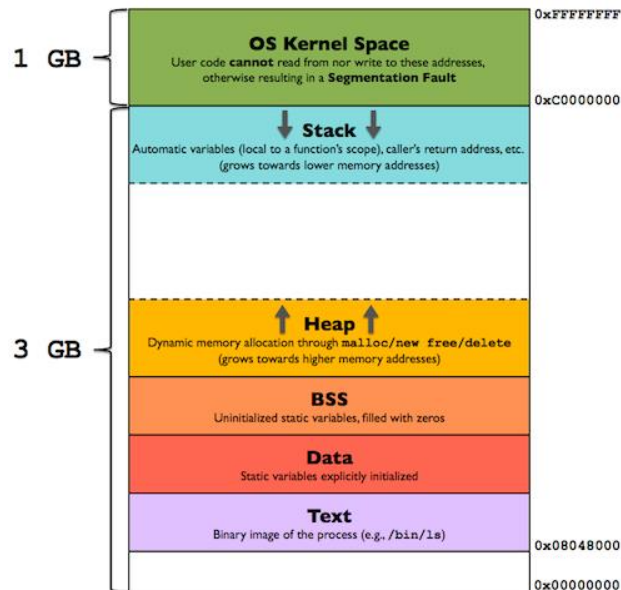 0xFFFFFFFF
1 GB
OS Kernel Space
User code cannot read from nor write to these addresses,
otherwise resulting in a Segmentation Fault
0xC0000000
Stack
Automatic variables (local to a function's scope), caller's return address, etc.
(grows towards lower memory addresses)
3 GB
Heap
Dynamic memory allocation through malloc/new free/delete
(grows towards higher memory addresses)
BSS
Uninitialized static variables, filled with zeros
Data
Static variables explicitly initialized
Text
Binary image of the process (e.g., /bin/ls)
0x08048000
0x00000000